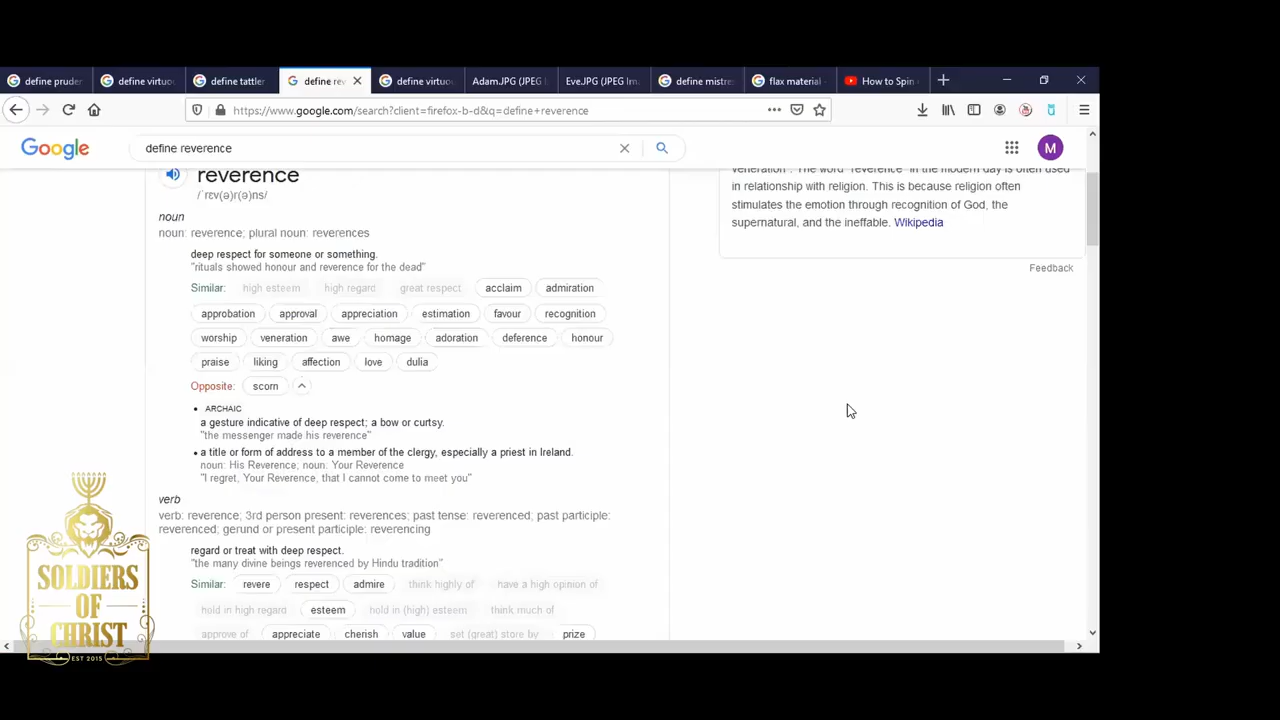 define prude
define virtuo
define tattler
define rev
define virtuo
Adam.JPG (JPEG I
Eve.JPG (JPEG Im
define mistres
flax material
How to Spin
https://www.google.com/search?client=firefox-b-d&q=define+reverence
Google
define reverence
M
reverence
/ˈrɛv(ə)r(ə)ns/
noun
noun: reverence; plural noun: reverences
deep respect for someone or something.
"rituals showed honour and reverence for the dead"
Similar: high esteem high regard great respect acclaim admiration
approbation approval appreciation estimation favour recognition
worship veneration awe homage adoration deference honour
praise liking affection love dulia
Opposite: scorn
• ARCHAIC
a gesture indicative of deep respect; a bow or curtsy.
"the messenger made his reverence"
• a title or form of address to a member of the clergy, especially a priest in Ireland.
noun: His Reverence; noun: Your Reverence
"I regret, Your Reverence, that I cannot come to meet you"
verb
verb: reverence; 3rd person present: reverences; past tense: reverenced; past participle:
reverenced; gerund or present participle: reverencing
regard or treat with deep respect.
"the many divine beings reverenced by Hindu tradition"
Similar: revere respect admire think highly of have a high opinion of
hold in high regard esteem hold in (high) esteem think much of
approve of appreciate cherish value set (great) store by prize
veneration". The word "reverence" in the modern day is often used
in relationship with religion. This is because religion often
stimulates the emotion through recognition of God, the
supernatural, and the ineffable. Wikipedia
Feedback
SOLDIERS
OF
CHRIST
EST 2015